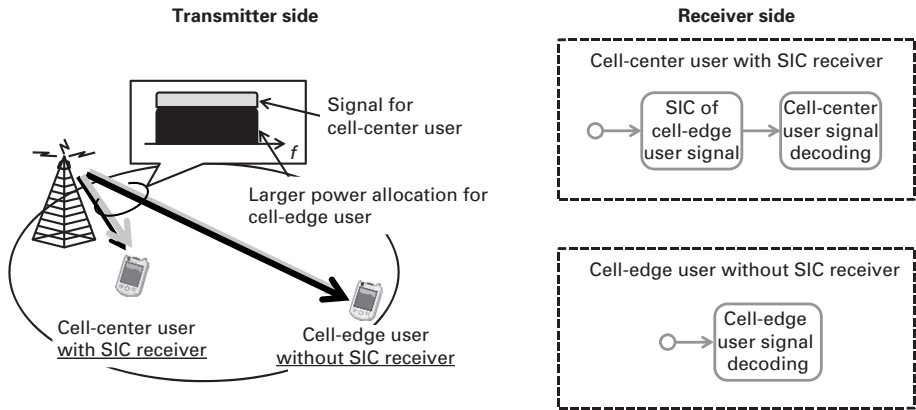 Transmitter side
Signal for
cell-center user
f
Larger power allocation for
cell-edge user
N
Cell-center user
with SIC receiver
Cell-edge user
without SIC receiver
Receiver side
Cell-center user with SIC receiver
SIC of
cell-edge
user signal
Cell-center
user signal
decoding
Cell-edge user without SIC receiver
Cell-edge
user signal
decoding